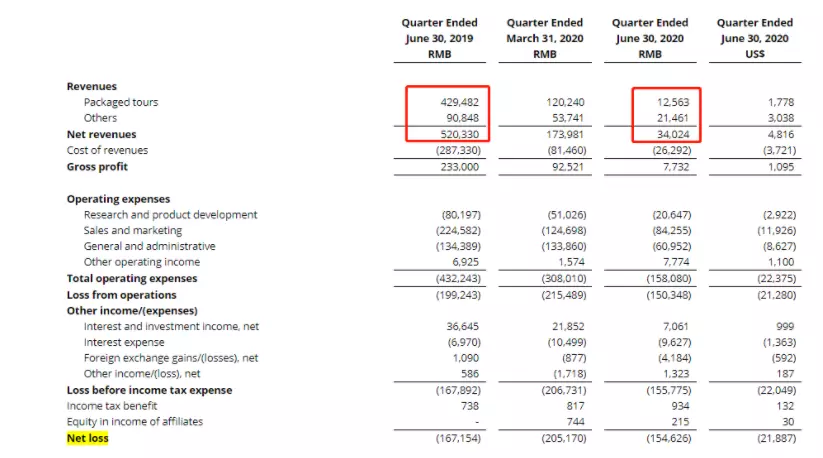 Quarter Ended Quarter Ended Quarter Ended Quarter Ended
June 30, 2019 March 31, 2020 June 30, 2020 June 30, 2020
RMB RMB RMB US$
Revenues
Packaged tours 429,482 120,240 12,563 1,778
Others 90,848 53,741 21,461 3,038
Net revenues 520,330 173,981 34,024 4,816
Cost of revenues (287,330) (81,460) (26,292) (3,721)
Gross profit 233,000 92,521 7,732 1,095
Operating expenses
Research and product development (80,197) (51,026) (20,647) (2,922)
Sales and marketing (224,582) (124,698) (84,255) (11,926)
General and administrative (134,389) (133,860) (60,952) (8,627)
Other operating income 6,925 1,574 7,774 1,100
Total operating expenses (432,243) (308,010) (158,080) (22,375)
Loss from operations (199,243) (215,489) (150,348) (21,280)
Other income/(expenses)
Interest and investment income, net 36,645 21,852 7,061 999
Interest expense (6,970) (10,499) (9,627) (1,363)
Foreign exchange gains/(losses), net 1,090 (877) (4,184) (592)
Other income/(loss), net 586 (1,718) 1,323 187
Loss before income tax expense (167,892) (206,731) (155,775) (22,049)
Income tax benefit 738 817 934 132
Equity in income of affiliates - 744 215 30
Net loss (167,154) (205,170) (154,626) (21,887)